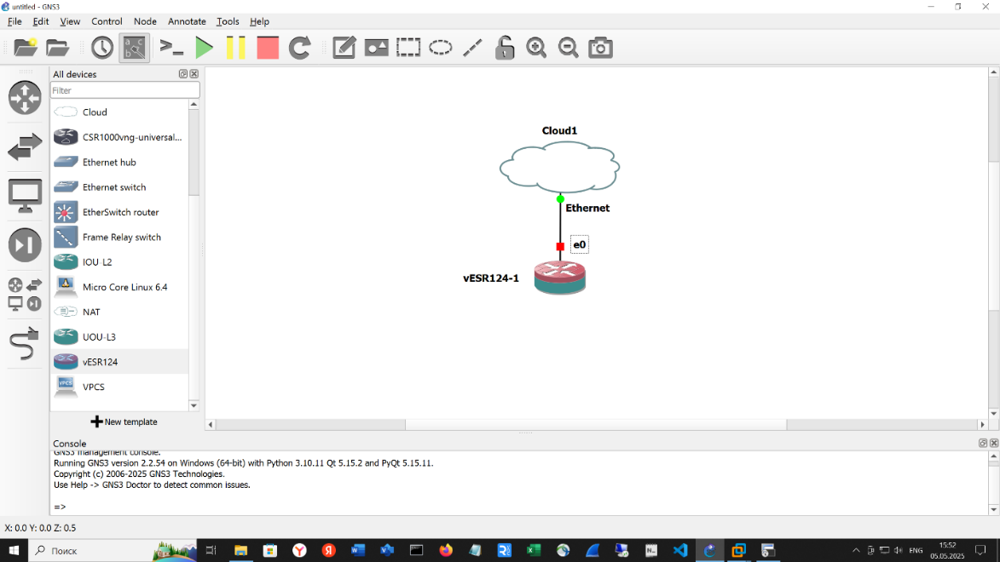 untitled - GNS3
File Edit View Control Node Annotate Tools Help
All devices
Filter
Cloud
CSR1000vng-universal...
Ethernet hub
Ethernet switch
EtherSwitch router
Frame Relay switch
IOU-L2
Micro Core Linux 6.4
NAT
UOU-L3
vESR124
VPCS
New template
Cloud1
Ethernet
e0
vESR124-1
Console
GNS3 management console.
Running GNS3 version 2.2.54 on Windows (64-bit) with Python 3.10.11 Qt 5.15.2 and PyQt 5.15.11.
Copyright (c) 2006-2025 GNS3 Technologies.
Use Help -> GNS3 Doctor to detect common issues.
=>
X: 0.0 Y: 0.0 Z: 0.5
Поиск
ENG
15:52
05.05.2025